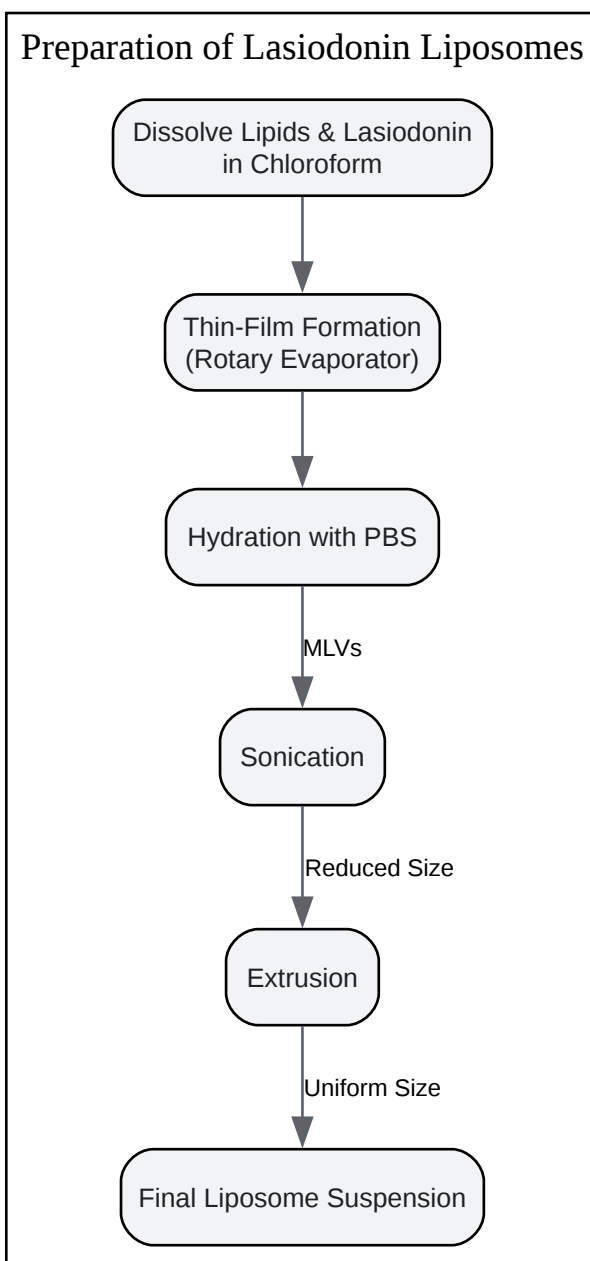 Preparation of Lasiodonin Liposomes
Dissolve Lipids & Lasiodonin
in Chloroform
Thin-Film Formation
(Rotary Evaporator)
Hydration with PBS
MLVs
Sonication
Reduced Size
Extrusion
Uniform Size
Final Liposome Suspension